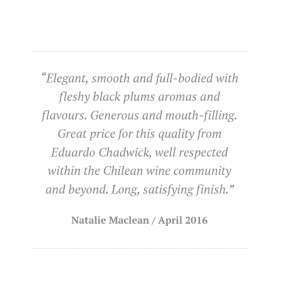 “Elegant, smooth and full-bodied with
fleshy black plums aromas and
flavours. Generous and mouth-filling.
Great price for this quality from
Eduardo Chadwick, well respected
within the Chilean wine community
and beyond. Long, satisfying finish.”
Natalie Maclean / April 2016